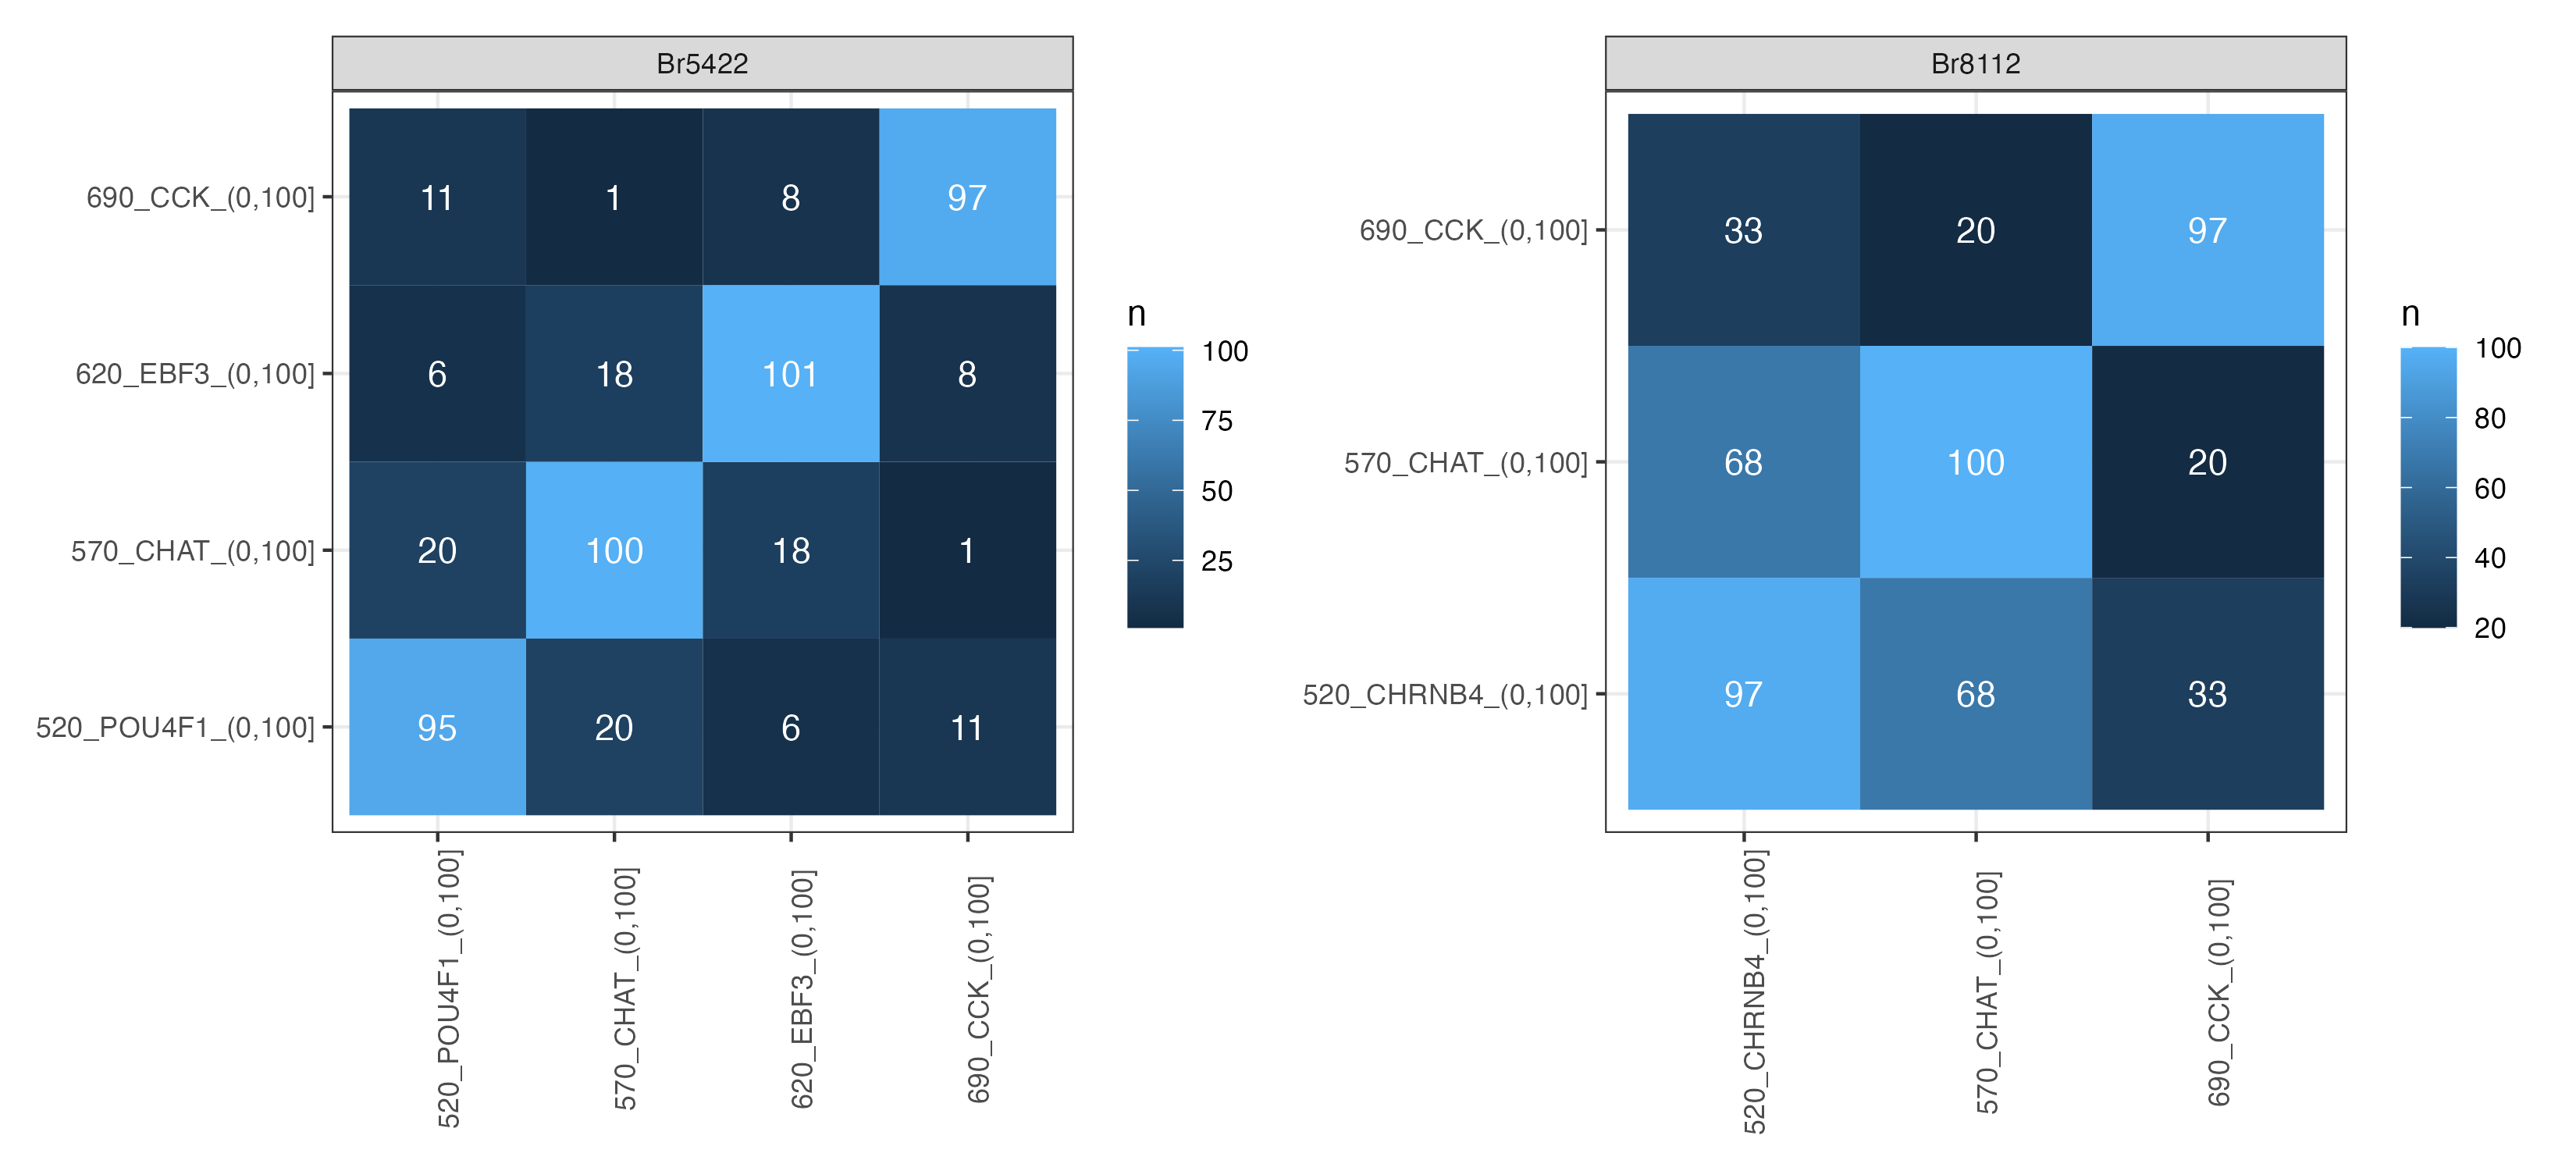 Br5422
690_CCK_(0,100]
11 1 8 97
620_EBF3_(0,100]
6 18 101 8
570_CHAT_(0,100]
20 100 18 1
520_POU4F1_(0,100]
95 20 6 11
520_POU4F1_(0,100]
570_CHAT_(0,100]
620_EBF3_(0,100]
690_CCK_(0,100]
n
100
75
50
25
Br8112
690_CCK_(0,100]
33 20 97
570_CHAT_(0,100]
68 100 20
520_CHRNB4_(0,100]
97 68 33
520_CHRNB4_(0,100]
570_CHAT_(0,100]
690_CCK_(0,100]
n
100
80
60
40
20